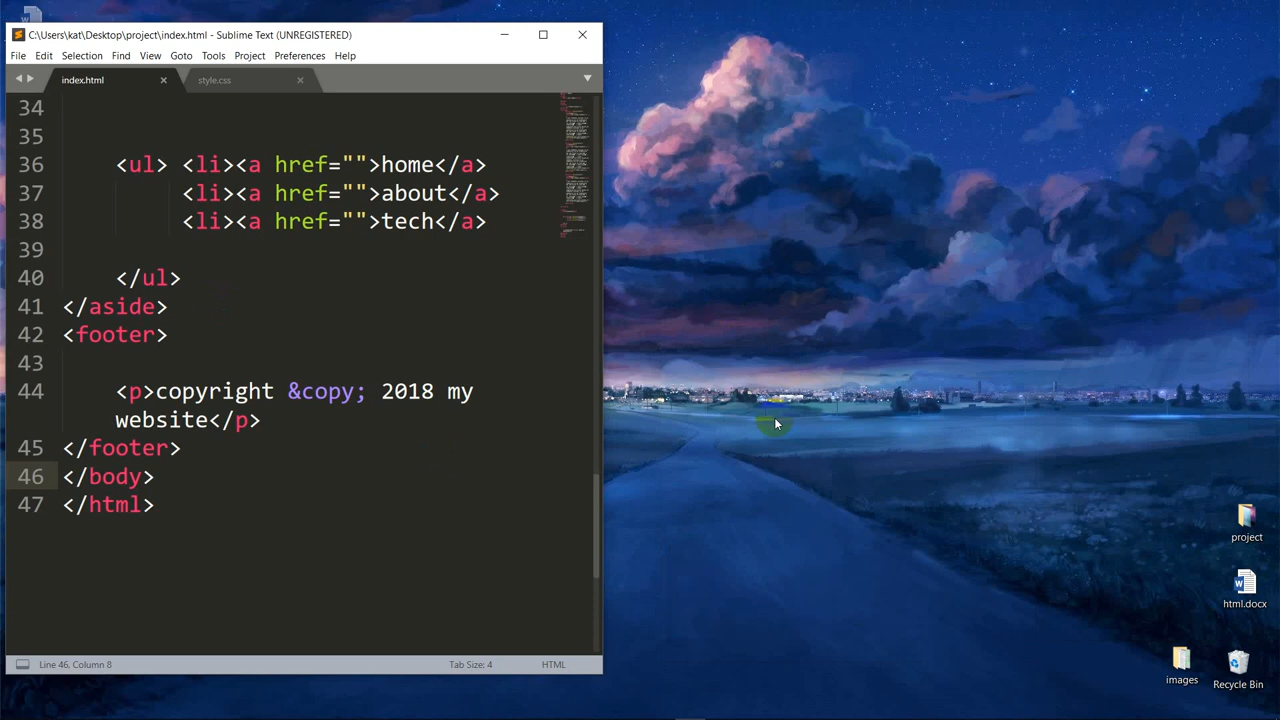 C:\Users\kat\Desktop\project\index.html - Sublime Text (UNREGISTERED)
File Edit Selection Find View Goto Tools Project Preferences Help
index.html style.css
34
35
36 <ul> <li><a href="">home</a>
37 <li><a href="">about</a>
38 <li><a href="">tech</a>
39
40 </ul>
41 </aside>
42 <footer>
43
44 <p>copyright &copy; 2018 my
website</p>
45 </footer>
46 </body>
47 </html>
Line 46, Column 8 Tab Size: 4 HTML
project
html.docx
images
Recycle Bin